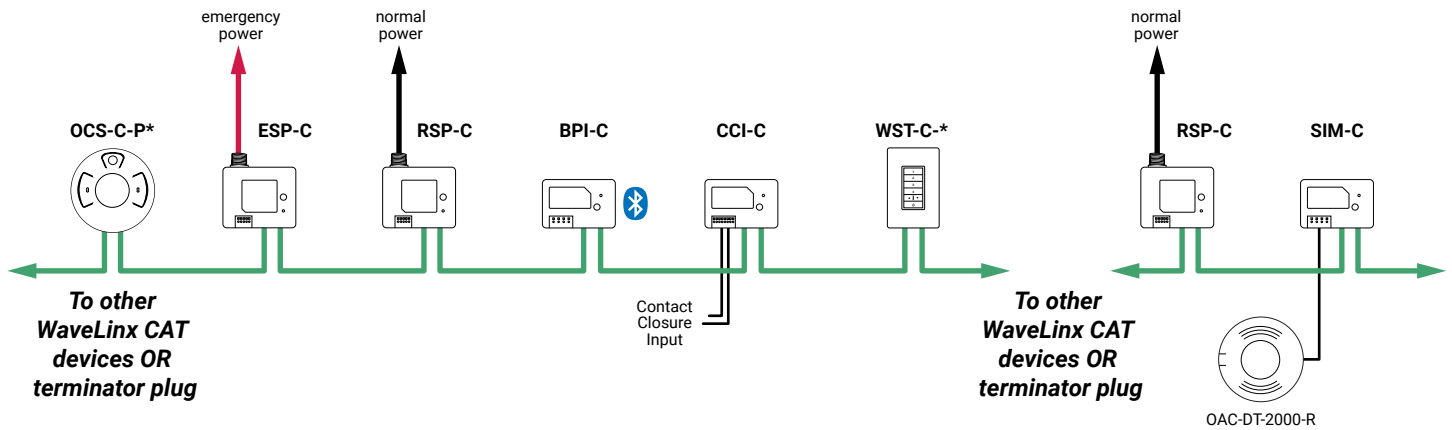 emergency
power
normal
power
normal
power
OCS-C-P*
ESP-C
RSP-C
BPI-C
CCI-C
WST-C-*
RSP-C
SIM-C
To other
WaveLinx CAT
devices OR
terminator plug
Contact
Closure
Input
To other
WaveLinx CAT
devices OR
terminator plug
OAC-DT-2000-R